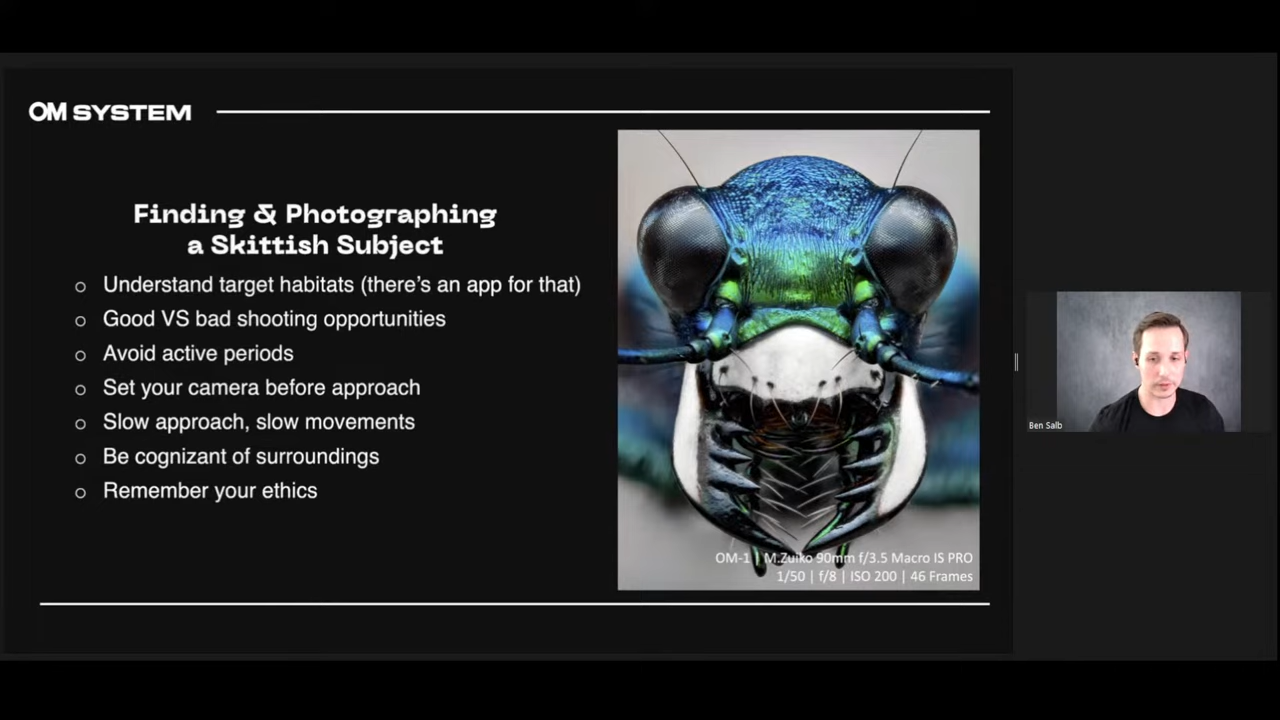 OM SYSTEM
Finding & Photographing
a Skittish Subject
Understand target habitats (there's an app for that)
Good VS bad shooting opportunities
Avoid active periods
Set your camera before approach
Slow approach, slow movements
Be cognizant of surroundings
Remember your ethics
OM-1 | M.Zuiko 90mm f/3.5 Macro IS PRO
1/50 | f/8 | ISO 200 | 46 Frames
Ben Salb